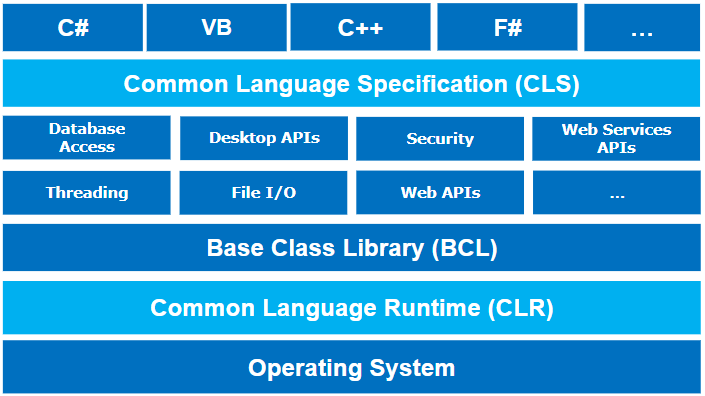 C#
VB
C++
F#
...
Common Language Specification (CLS)
Database
Access
Desktop APIs
Security
Web Services
APIs
Threading
File I/O
Web APIs
...
Base Class Library (BCL)
Common Language Runtime (CLR)
Operating System